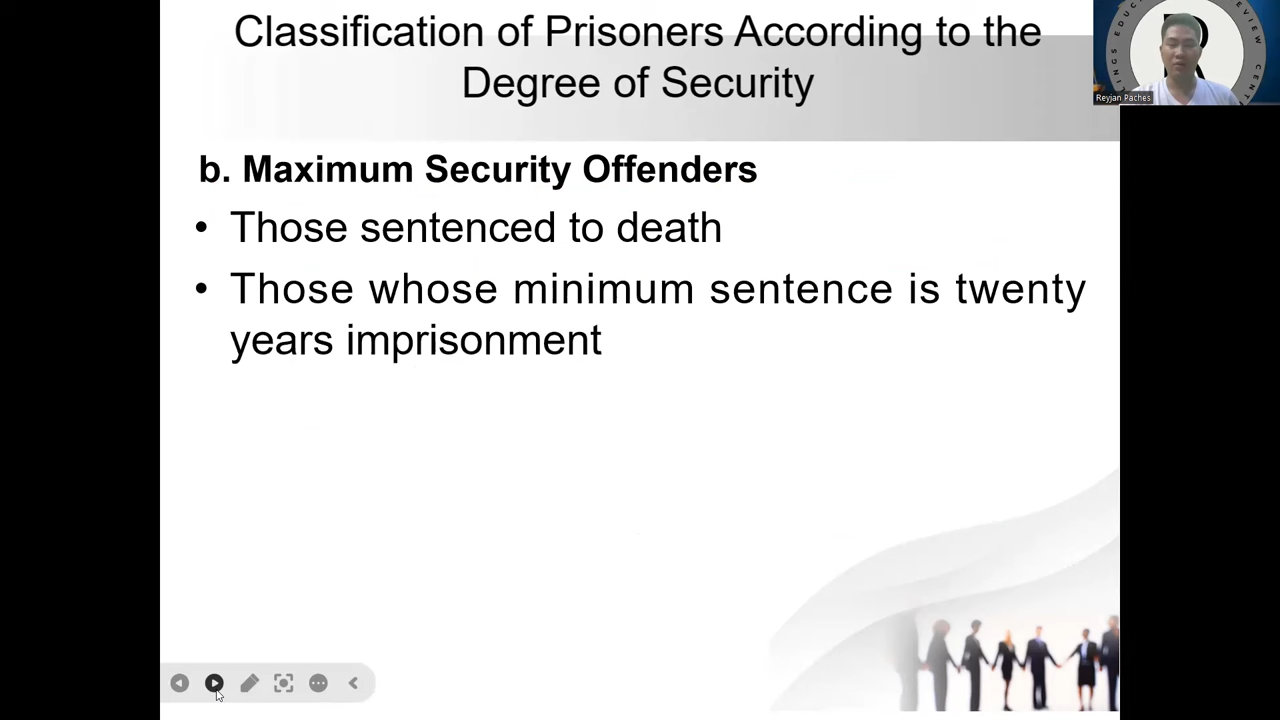 Classification of Prisoners According to the
Degree of Security
b. Maximum Security Offenders
• Those sentenced to death
• Those whose minimum sentence is twenty
years imprisonment
Reyjan Paches